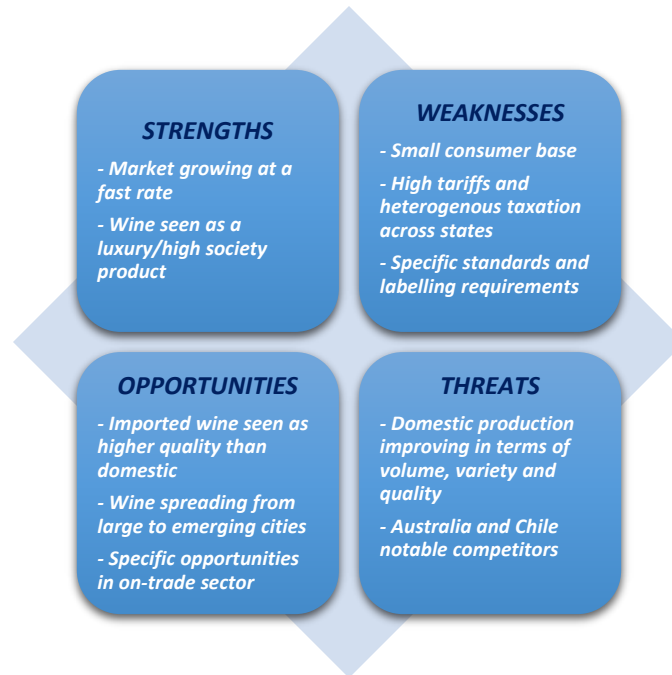 STRENGTHS
- Market growing at a
fast rate
- Wine seen as a
luxury/high society
product
WEAKNESSES
- Small consumer base
- High tariffs and
heterogenous taxation
across states
- Specific standards and
labelling requirements
OPPORTUNITIES
- Imported wine seen as
higher quality than
domestic
- Wine spreading from
large to emerging cities
- Specific opportunities
in on-trade sector
THREATS
- Domestic production
improving in terms of
volume, variety and
quality
- Australia and Chile
notable competitors